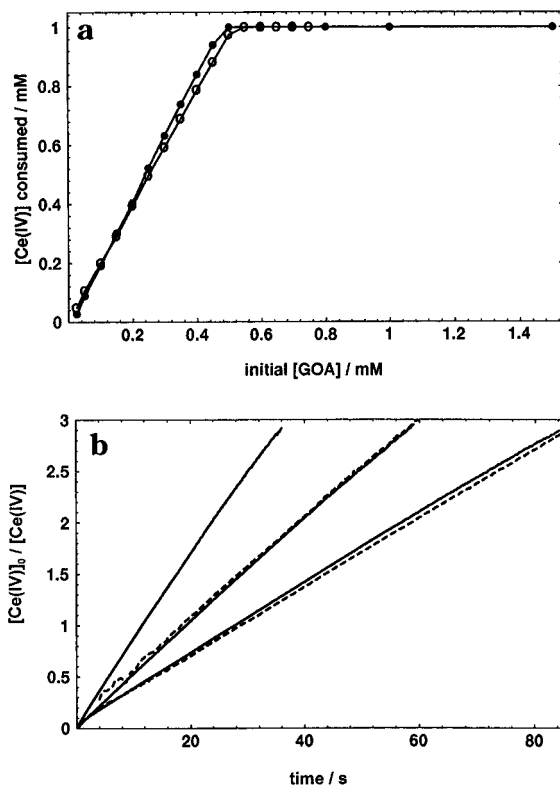 a
1
0.8
0.6
0.4
0.2
0
[Ce(IV)] consumed / mM
0.2 0.4 0.6 0.8 1 1.2 1.4
initial [GOA] / mM
b
3
2.5
2
1.5
1
0.5
0
[Ce(IV)]₀ / [Ce(IV)]
20 40 60 80
time / s